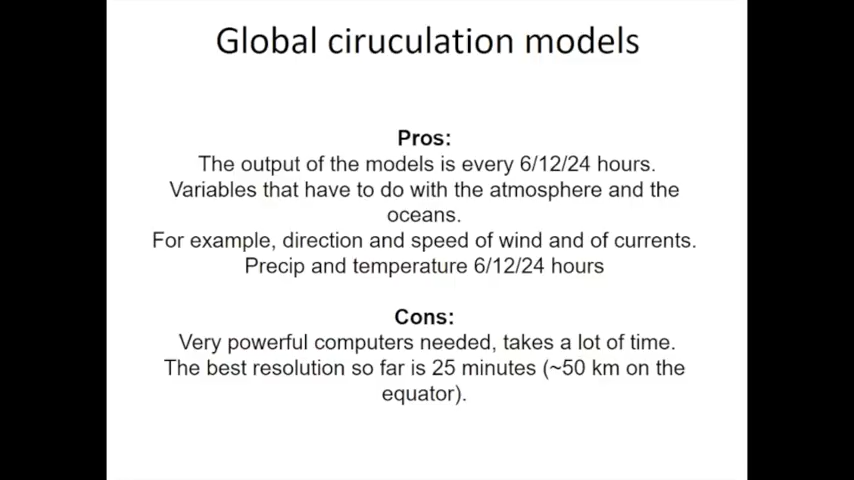 Global ciruculation models
Pros:
The output of the models is every 6/12/24 hours.
Variables that have to do with the atmosphere and the
oceans.
For example, direction and speed of wind and of currents.
Precip and temperature 6/12/24 hours
Cons:
Very powerful computers needed, takes a lot of time.
The best resolution so far is 25 minutes (~50 km on the
equator).